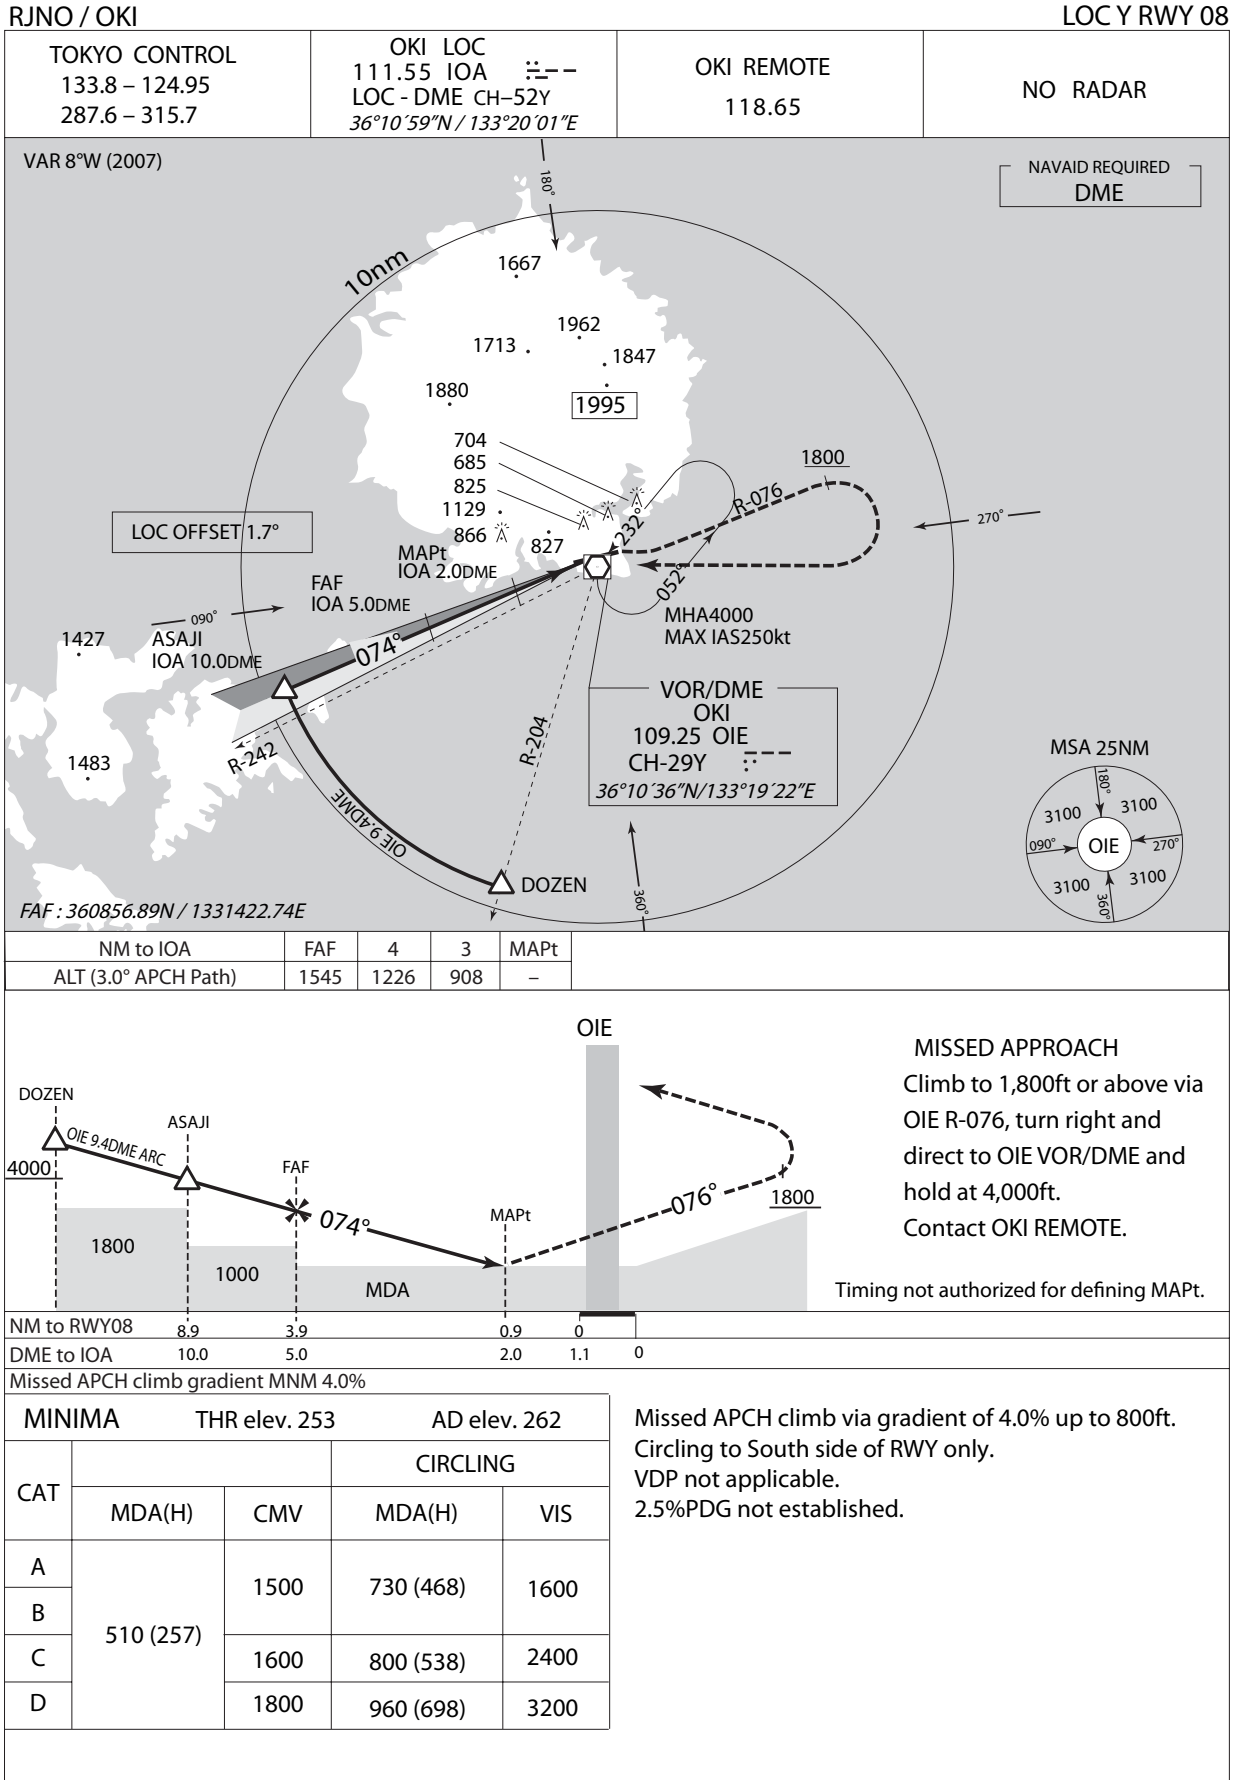 RJNO / OKI
LOC Y RWY 08
TOKYO CONTROL
133.8 – 124.95
287.6 – 315.7
OKI LOC
111.55 IOA
LOC - DME CH–52Y
36°10´59″N / 133°20´01″E
OKI REMOTE
118.65
NO RADAR
VAR 8°W (2007)
NAVAID REQUIRED
DME
180°
10nm
1667
1962
1713
1847
1880
1995
704
685
825
1129
866
827
1800
R-076
232°
052°
270°
LOC OFFSET 1.7°
MAPt
IOA 2.0DME
FAF
IOA 5.0DME
090°
ASAJI
IOA 10.0DME
1427
1483
074°
MHA4000
MAX IAS250kt
VOR/DME
OKI
109.25 OIE
CH-29Y
36°10´36″N/133°19´22″E
R-242
R-204
OIE 9.4DME
DOZEN
360°
MSA 25NM
180°
3100
3100
090°
OIE
270°
3100
3100
360°
FAF : 360856.89N / 1331422.74E
NM to IOA FAF 4 3 MAPt
ALT (3.0° APCH Path) 1545 1226 908 –
OIE
DOZEN
OIE 9.4DME ARC
ASAJI
FAF
MAPt
4000
074°
076°
1800
1800
1000
MDA
MISSED APPROACH
Climb to 1,800ft or above via
OIE R-076, turn right and
direct to OIE VOR/DME and
hold at 4,000ft.
Contact OKI REMOTE.
Timing not authorized for defining MAPt.
NM to RWY08 8.9 3.9 0.9 0
DME to IOA 10.0 5.0 2.0 1.1 0
Missed APCH climb gradient MNM 4.0%
MINIMA THR elev. 253 AD elev. 262
CAT
CIRCLING
MDA(H) CMV MDA(H) VIS
A
B
C
D
510 (257)
1500 730 (468) 1600
1600 800 (538) 2400
1800 960 (698) 3200
Missed APCH climb via gradient of 4.0% up to 800ft.
Circling to South side of RWY only.
VDP not applicable.
2.5%PDG not established.